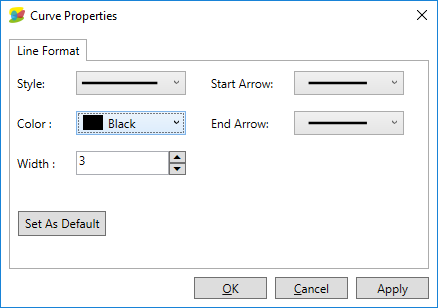 Curve Properties
Line Format
Style: Start Arrow:
Color : Black End Arrow:
Width : 3
Set As Default
OK Cancel Apply